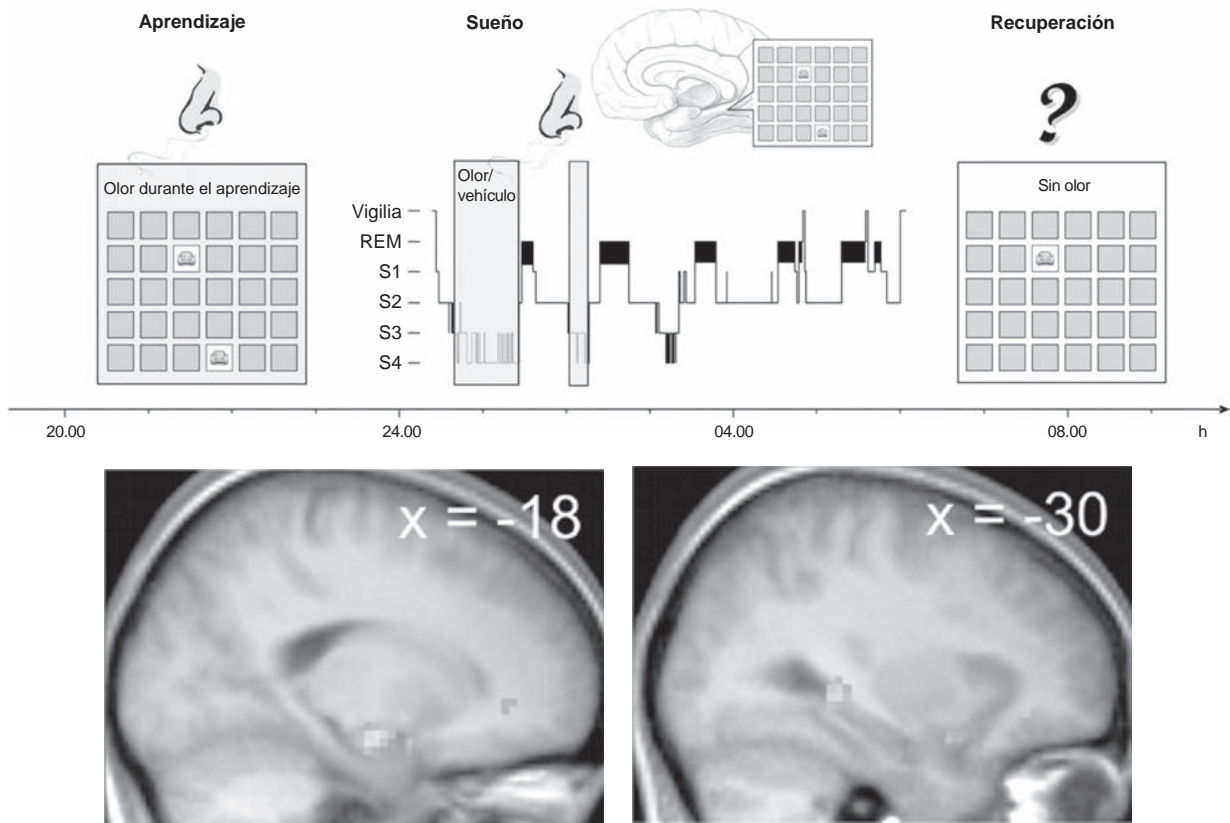 Aprendizaje
Sueño
Recuperación
Olor durante el aprendizaje
Olor/
vehículo
Sin olor
Vigilia
REM
S1
S2
S3
S4
20.00
24.00
04.00
08.00
h
x = -18
x = -30